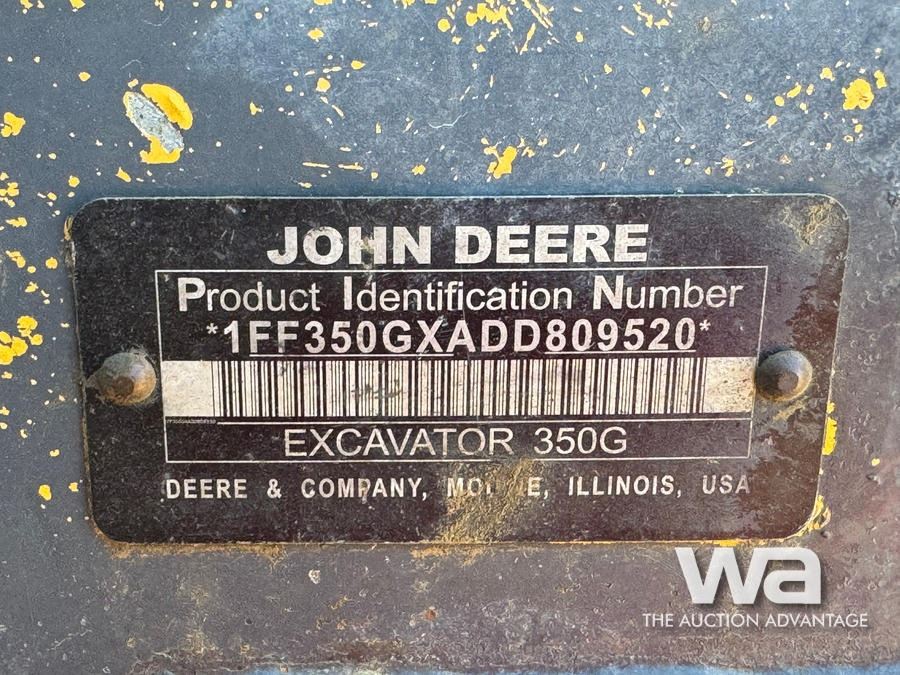 JOHN DEERE
Product Identification Number
*1FF350GXADD809520*
EXCAVATOR 350G
DEERE & COMPANY, ILLINOIS, USA
wa
THE AUCTION ADVANTAGE